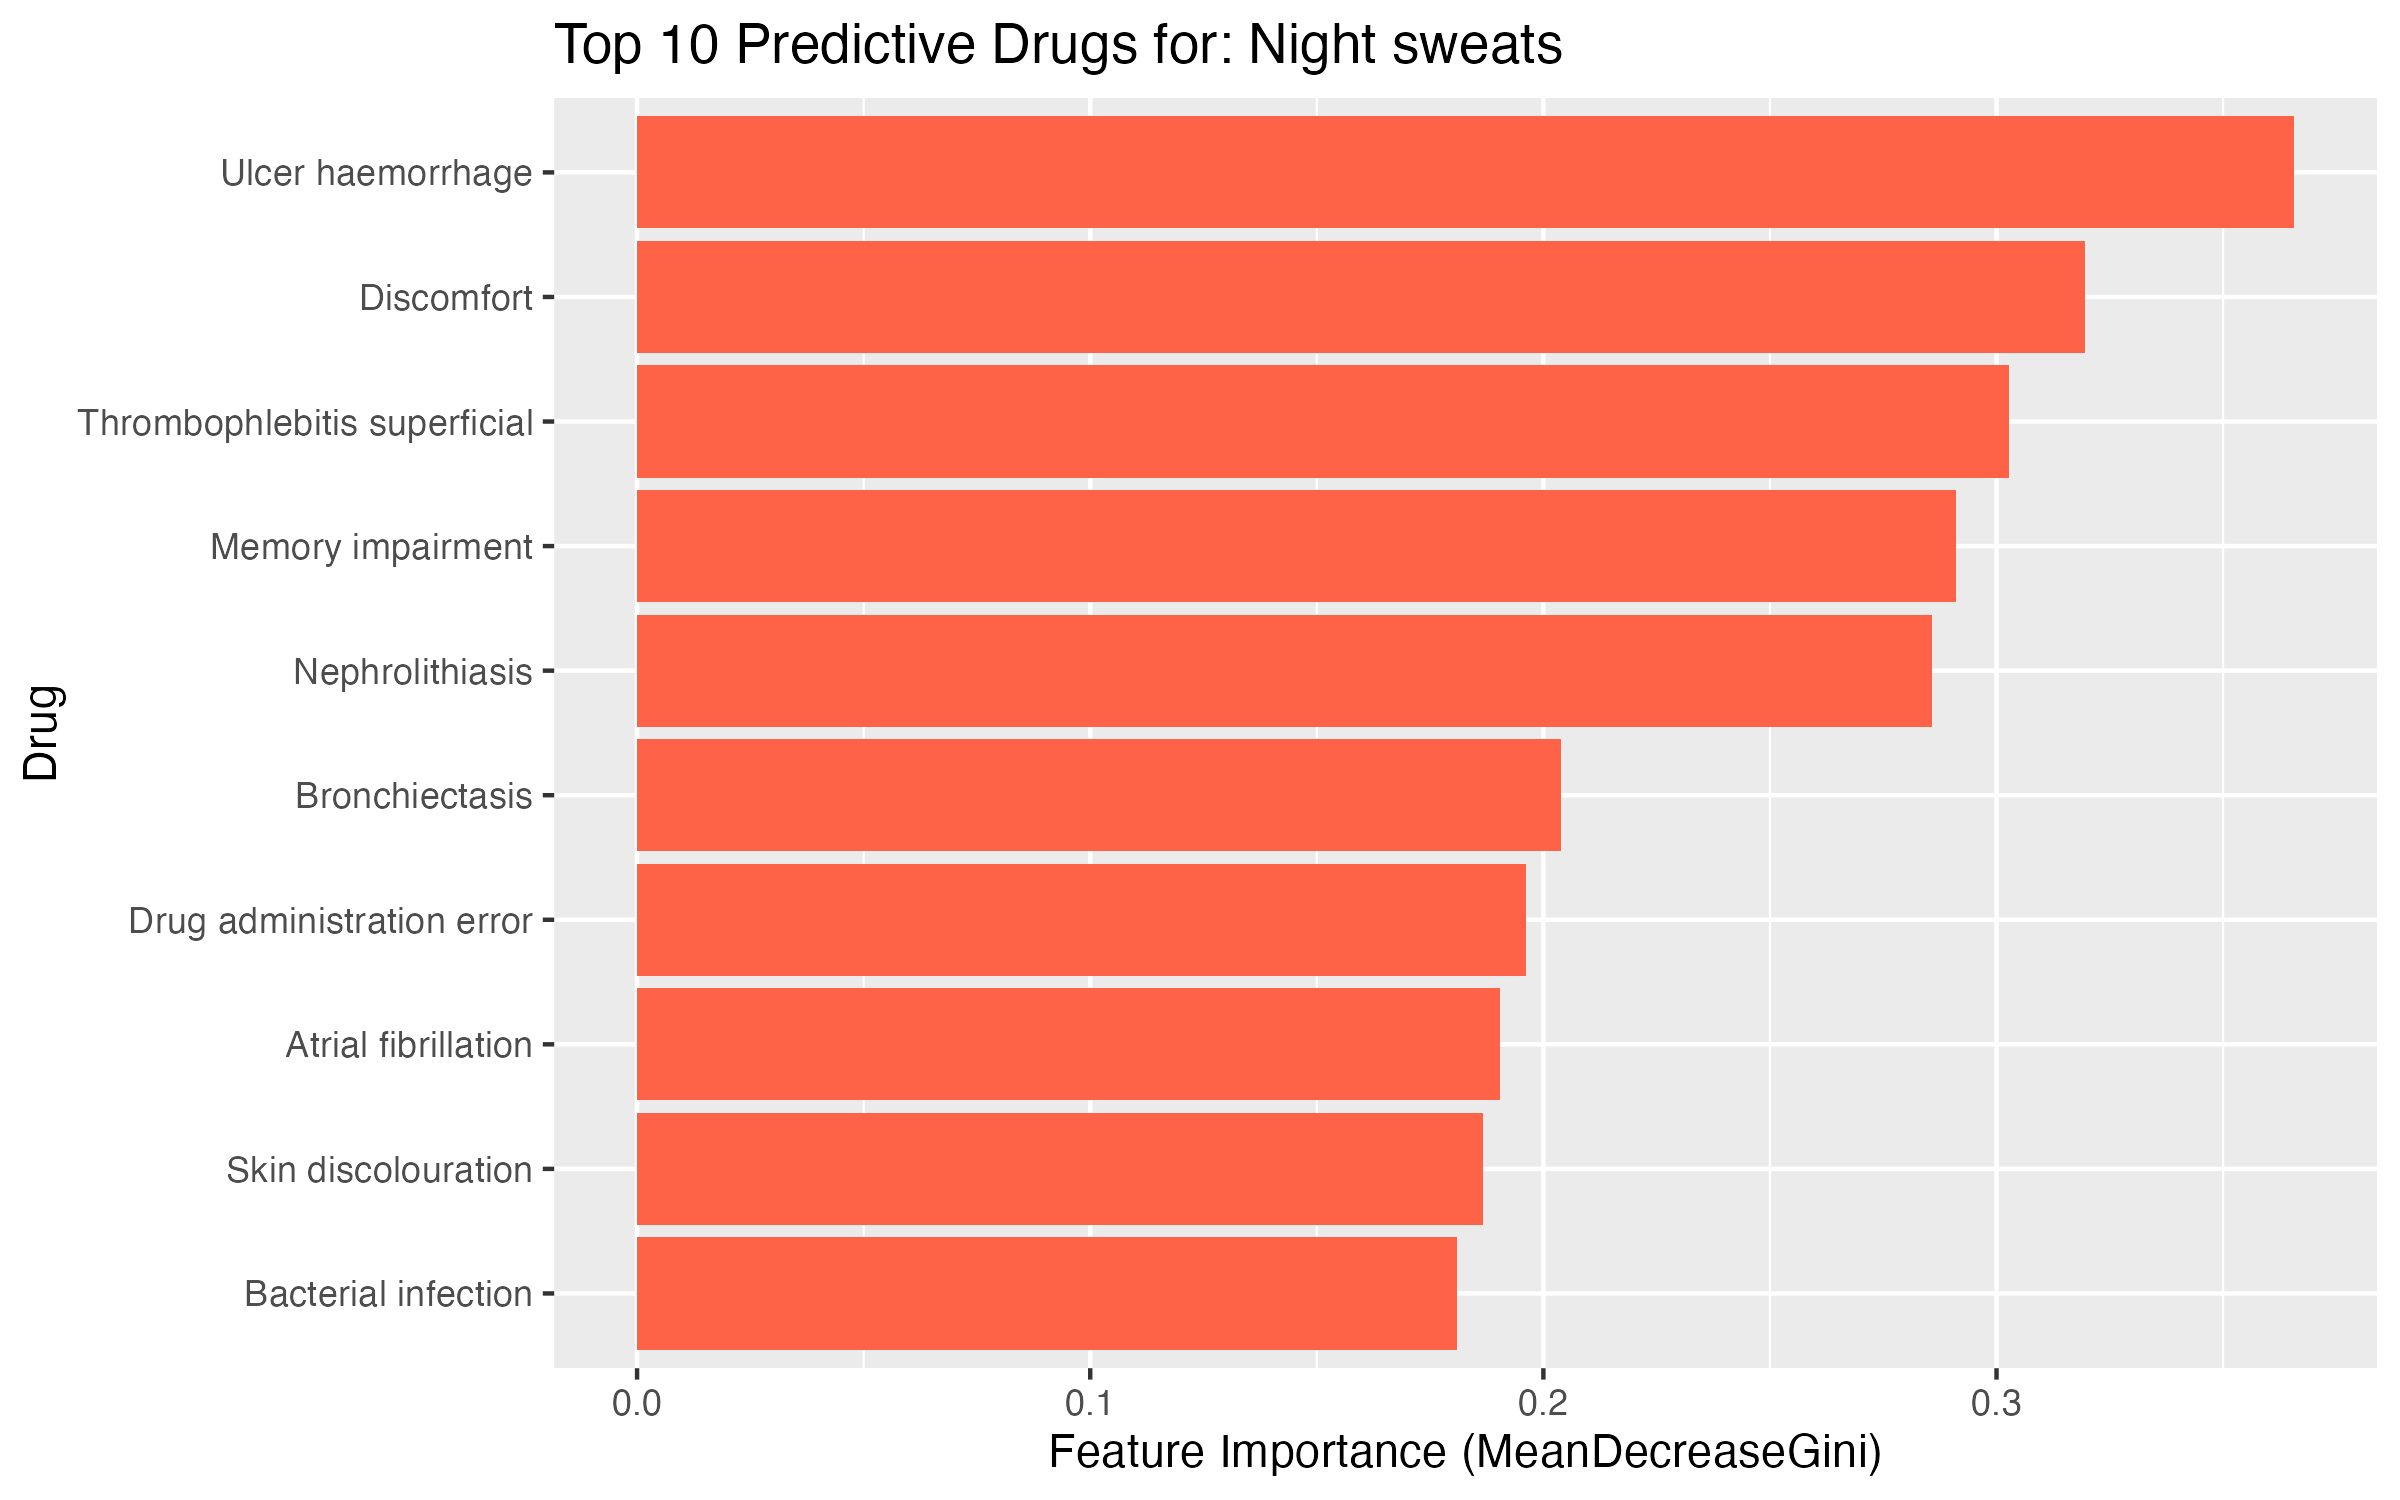 Top 10 Predictive Drugs for: Night sweats
Ulcer haemorrhage
Discomfort
Thrombophlebitis superficial
Memory impairment
Nephrolithiasis
Bronchiectasis
Drug administration error
Atrial fibrillation
Skin discolouration
Bacterial infection
Drug
0.0 0.1 0.2 0.3
Feature Importance (MeanDecreaseGini)